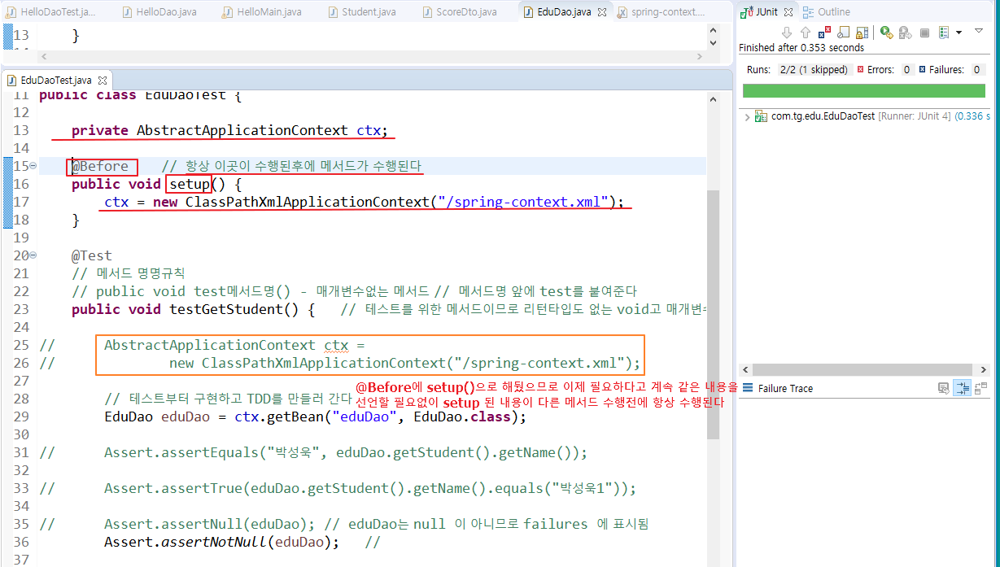 HelloDaoTest.ja... HelloDao.java HelloMain.java Student.java ScoreDto.java EduDao.java spring-context....
JUnit Outline
13 }
Finished after 0.353 seconds
Runs: 2/2 (1 skipped) Errors: 0 Failures: 0
com.tg.edu.EduDaoTest [Runner: JUnit 4] (0.336 s
Failure Trace
EduDaoTest.java
11 public class EduDaoTest {
12
13 private AbstractApplicationContext ctx;
14
15 @Before // 항상 이곳이 수행된후에 메서드가 수행된다
16 public void setup() {
17 ctx = new ClassPathXmlApplicationContext("/spring-context.xml");
18 }
19
20 @Test
21 // 메서드 명명규칙
22 // public void test메서드명() - 매개변수없는 메서드 // 메서드명 앞에 test를 붙여준다
23 public void testGetStudent() { // 테스트를 위한 메서드이므로 리턴타입도 없는 void고 매개변
24
25 // AbstractApplicationContext ctx =
26 // new ClassPathXmlApplicationContext("/spring-context.xml");
27
@Before에 setup()으로 해뒀으므로 이제 필요하다고 계속 같은 내용을
선언할 필요없이 setup 된 내용이 다른 메서드 수행전에 항상 수행된다
28 // 테스트부터 구현하고 TDD를 만들러 간다
29 EduDao eduDao = ctx.getBean("eduDao", EduDao.class);
30
31 // Assert.assertEquals("박성욱", eduDao.getStudent().getName());
32
33 // Assert.assertTrue(eduDao.getStudent().getName().equals("박성욱1"));
34
35 // Assert.assertNull(eduDao); // eduDao는 null 이 아니므로 failures 에 표시됨
36 Assert.assertNotNull(eduDao); //
37